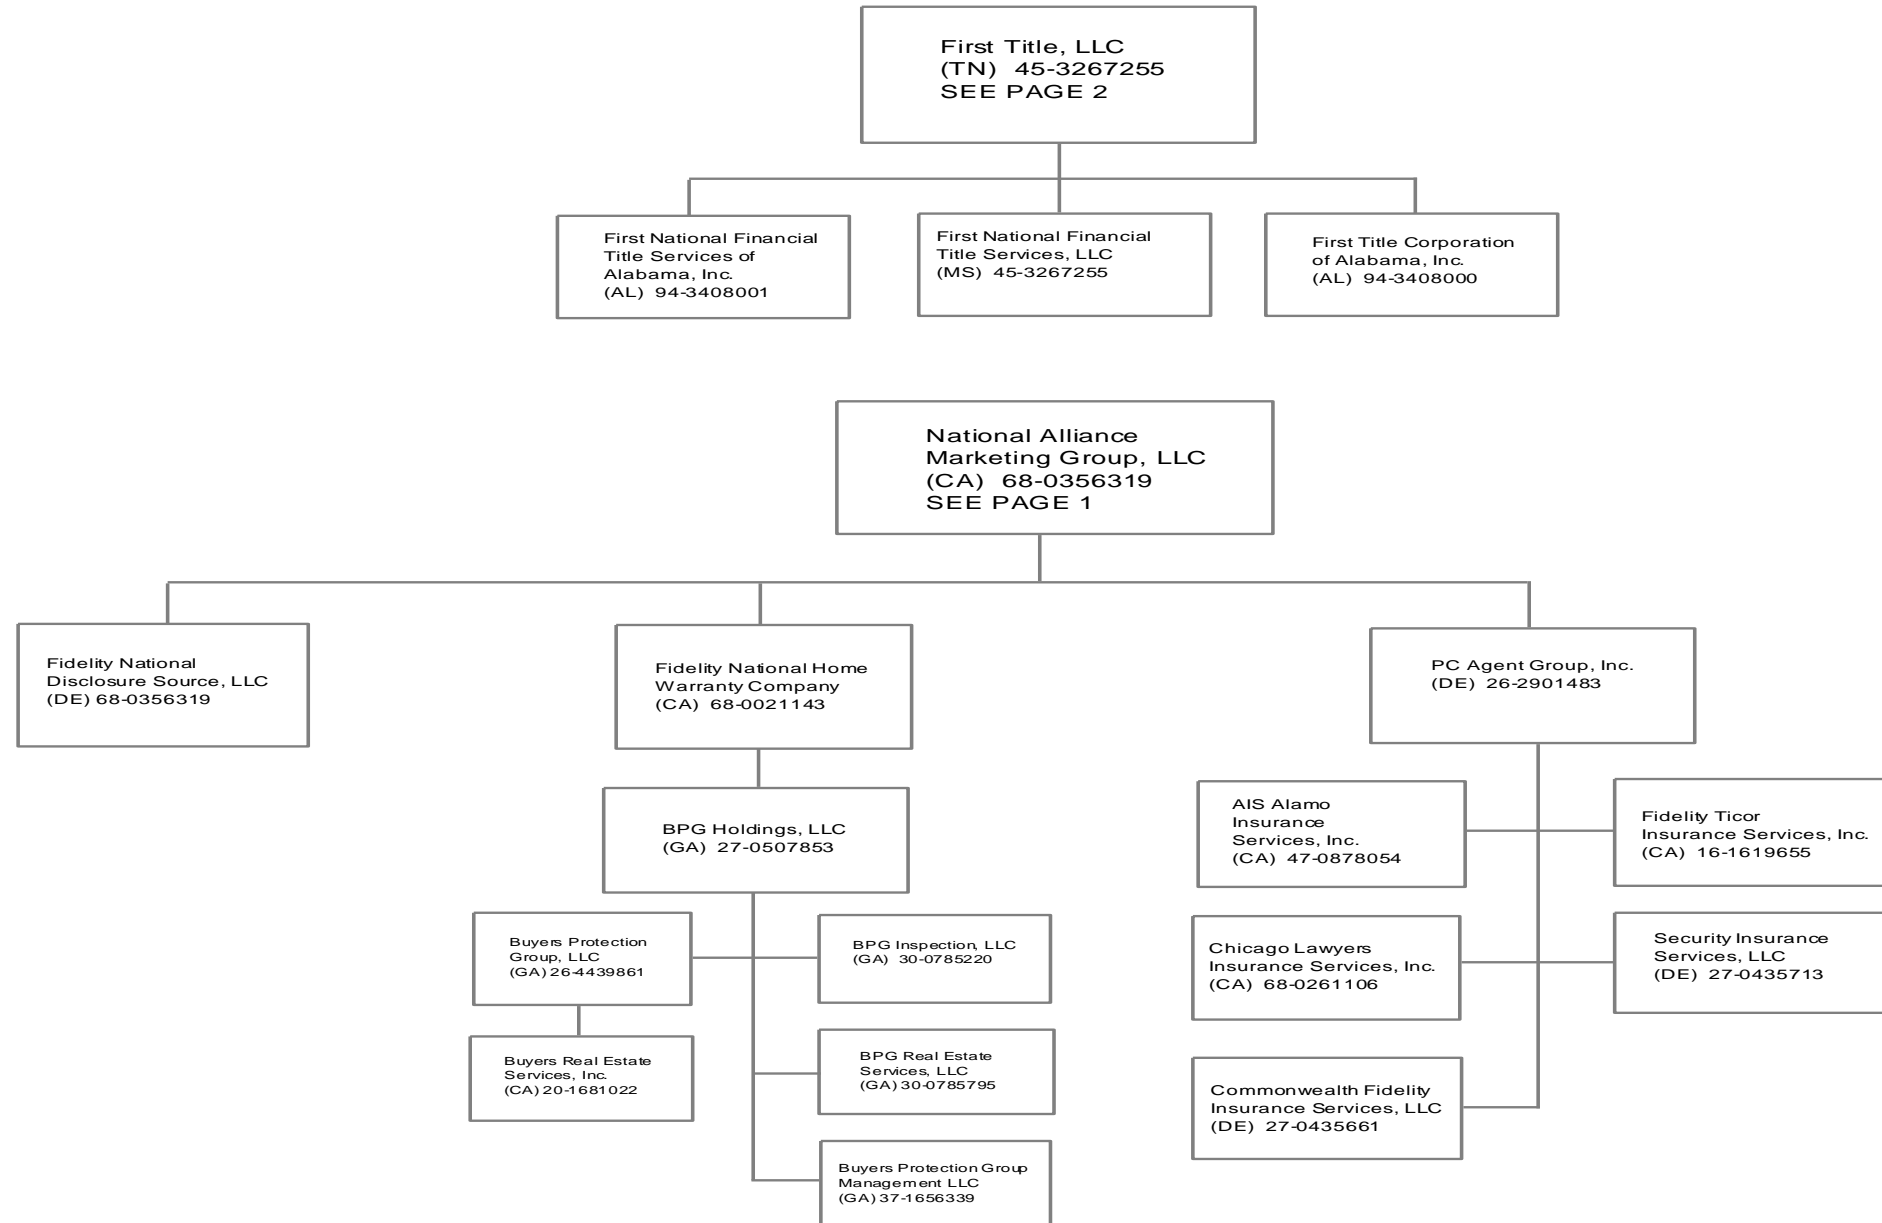 First Title, LLC
(TN) 45-3267255
SEE PAGE 2
First National Financial
Title Services of
Alabama, Inc.
(AL) 94-3408001
First National Financial
Title Services, LLC
(MS) 45-3267255
First Title Corporation
of Alabama, Inc.
(AL) 94-3408000
National Alliance
Marketing Group, LLC
(CA) 68-0356319
SEE PAGE 1
Fidelity National
Disclosure Source, LLC
(DE) 68-0356319
Fidelity National Home
Warranty Company
(CA) 68-0021143
PC Agent Group, Inc.
(DE) 26-2901483
BPG Holdings, LLC
(GA) 27-0507853
Buyers Protection
Group, LLC
(GA) 26-4439861
BPG Inspection, LLC
(GA) 30-0785220
Buyers Real Estate
Services, Inc.
(CA) 20-1681022
BPG Real Estate
Services, LLC
(GA) 30-0785795
Buyers Protection Group
Management LLC
(GA) 37-1656339
AIS Alamo
Insurance
Services, Inc.
(CA) 47-0878054
Fidelity Ticor
Insurance Services, Inc.
(CA) 16-1619655
Chicago Lawyers
Insurance Services, Inc.
(CA) 68-0261106
Security Insurance
Services, LLC
(DE) 27-0435713
Commonwealth Fidelity
Insurance Services, LLC
(DE) 27-0435661